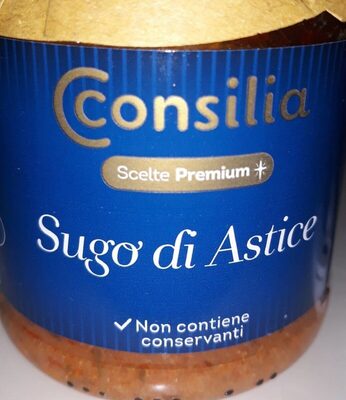 Consilia
Scelte Premium
Sugo di Astice
Non contiene
conservanti